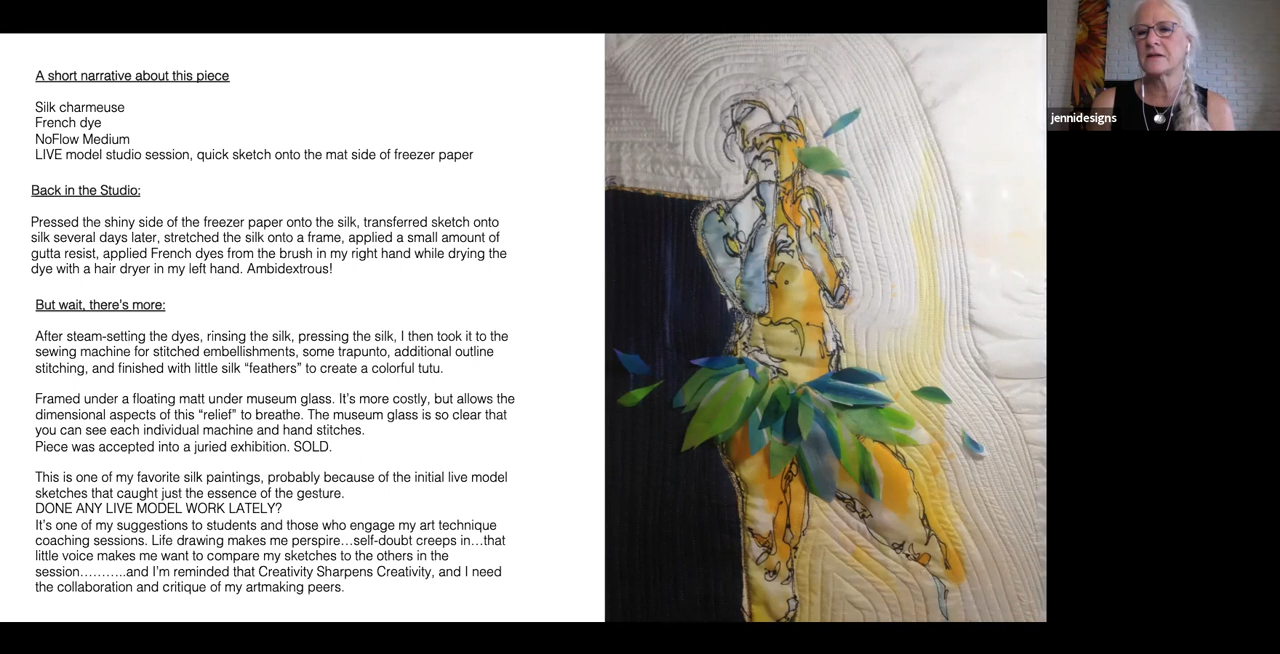 A short narrative about this piece
Silk charmeuse
French dye
NoFlow Medium
LIVE model studio session, quick sketch onto the mat side of freezer paper
Back in the Studio:
Pressed the shiny side of the freezer paper onto the silk, transferred sketch onto
silk several days later, stretched the silk onto a frame, applied a small amount of
gutta resist, applied French dyes from the brush in my right hand while drying the
dye with a hair dryer in my left hand. Ambidextrous!
But wait, there's more:
After steam-setting the dyes, rinsing the silk, pressing the silk, I then took it to the
sewing machine for stitched embellishments, some trapunto, additional outline
stitching, and finished with little silk “feathers” to create a colorful tutu.
Framed under a floating matt under museum glass. It's more costly, but allows the
dimensional aspects of this “relief” to breathe. The museum glass is so clear that
you can see each individual machine and hand stitches.
Piece was accepted into a juried exhibition. SOLD.
This is one of my favorite silk paintings, probably because of the initial live model
sketches that caught just the essence of the gesture.
DONE ANY LIVE MODEL WORK LATELY?
It's one of my suggestions to students and those who engage my art technique
coaching sessions. Life drawing makes me perspire…self-doubt creeps in…that
little voice makes me want to compare my sketches to the others in the
session………..and I'm reminded that Creativity Sharpens Creativity, and I need
the collaboration and critique of my artmaking peers.
jennidesigns